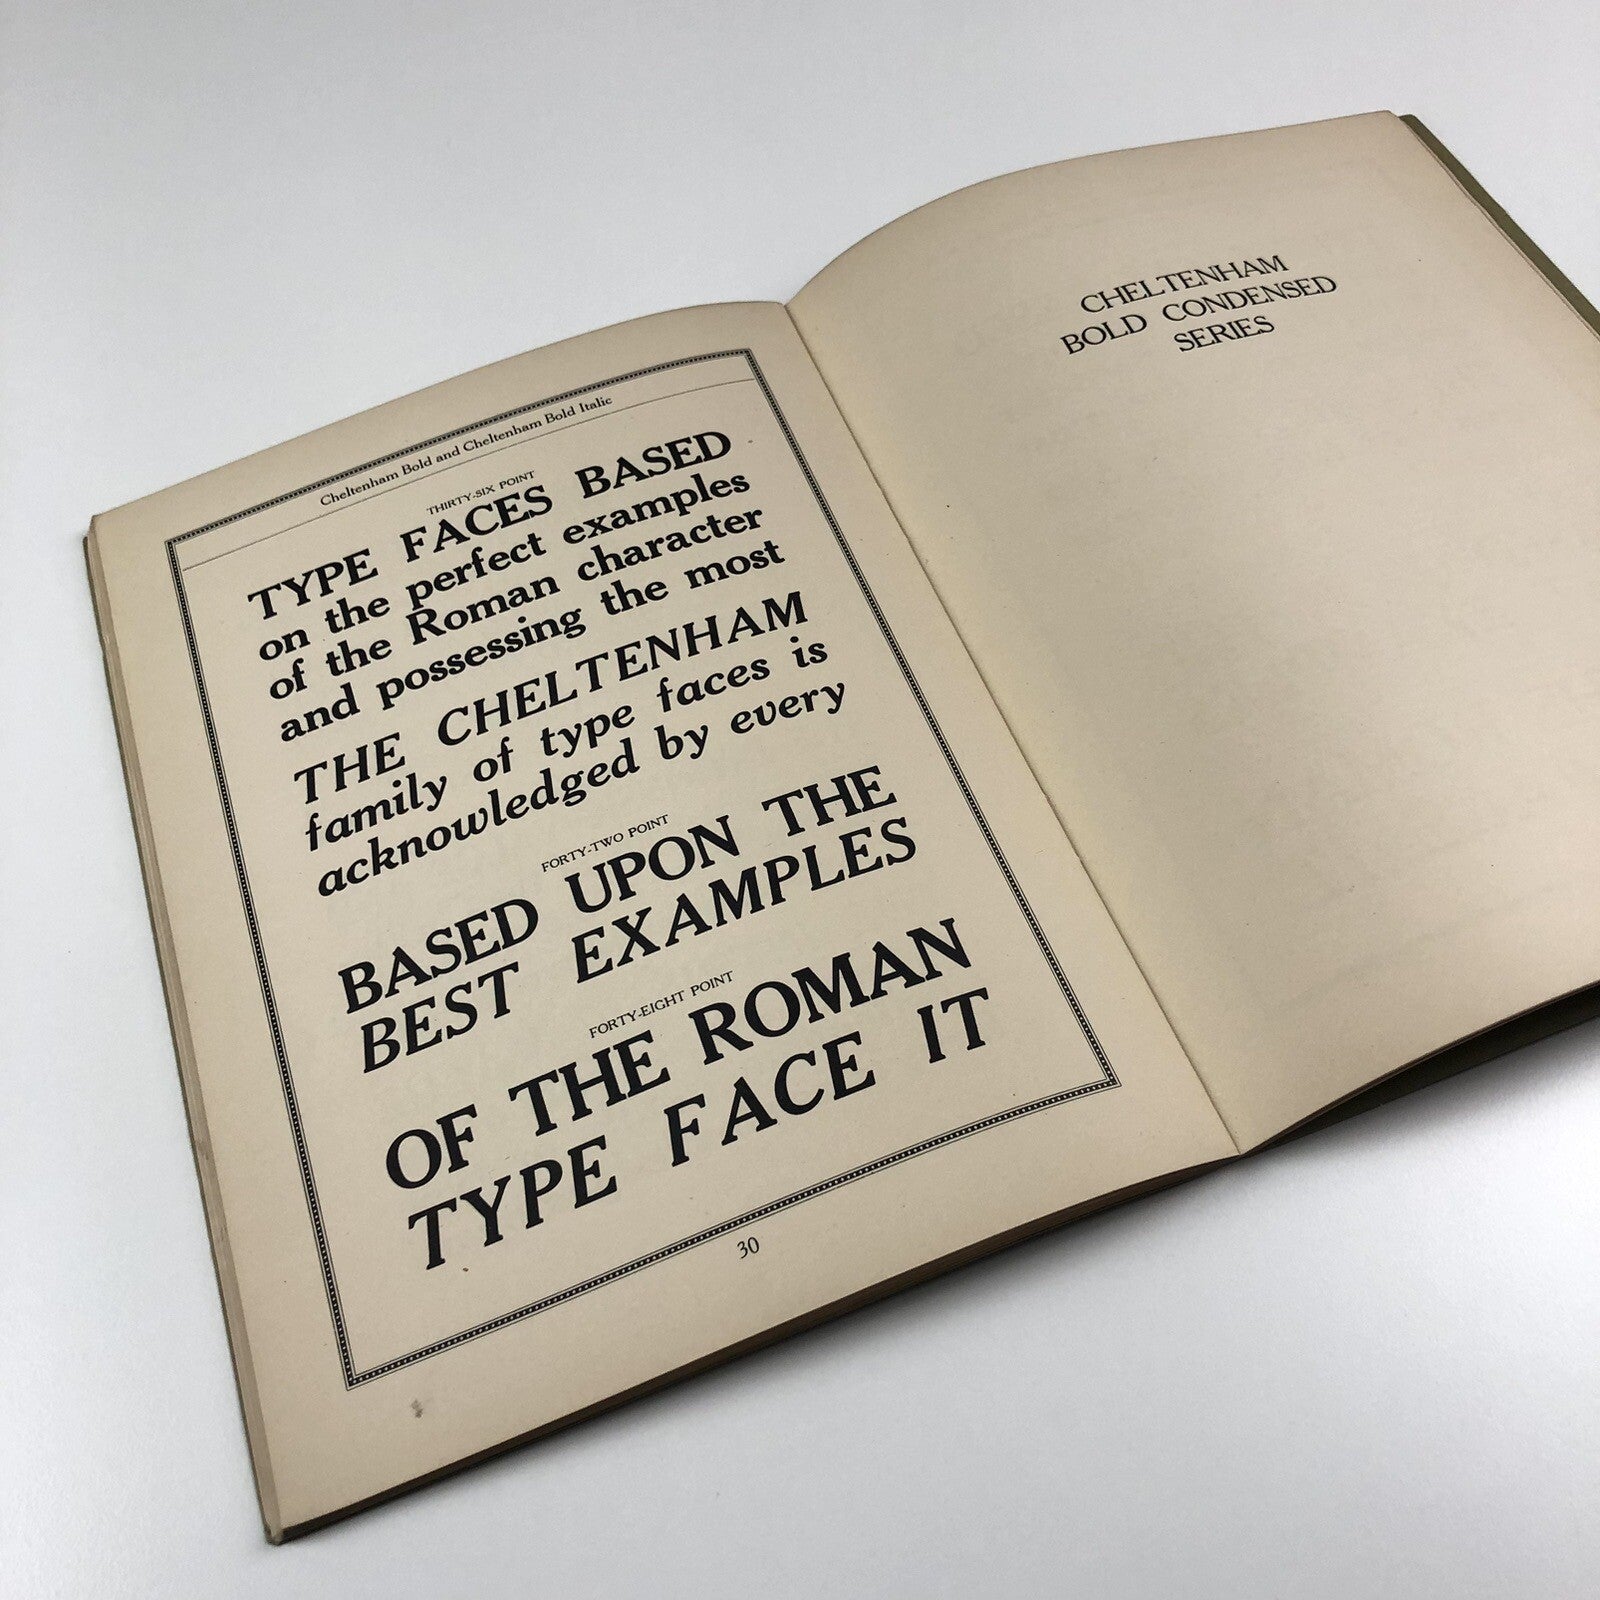 Cheltenham Bold and Cheltenham Bold Italic
THIRTY-SIX POINT
TYPE FACES BASED
on the perfect examples
of the Roman character
and possessing the most
THE CHELTENHAM
family of type faces is
acknowledged by every
FORTY-TWO POINT
BASED UPON THE
BEST EXAMPLES
FORTY-EIGHT POINT
OF THE ROMAN
TYPE FACE IT
30
CHELTENHAM
BOLD CONDENSED
SERIES